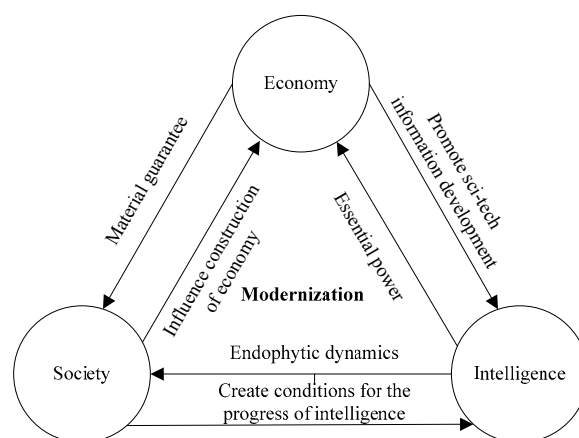 Economy
Material guarantee
Promote sci-tech
information development
Influence construction
of economy
Essential power
Modernization
Society
Endophytic dynamics
Intelligence
Create conditions for the
progress of intelligence